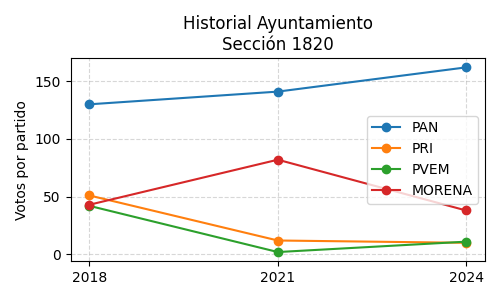 Historial Ayuntamiento
Sección 1820
Votos por partido
150
100
50
0
2018
2021
2024
PAN
PRI
PVEM
MORENA